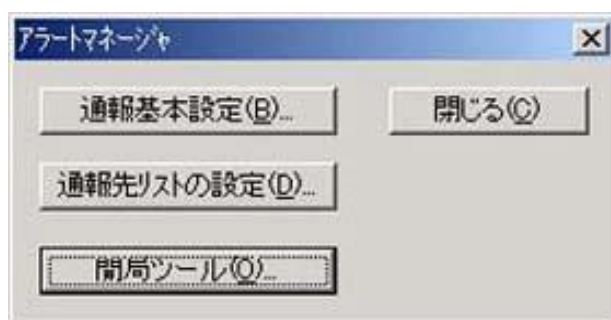 アラートマネージャ
通報基本設定(B)...
閉じる(C)
通報先リストの設定(D)...
開局ツール(O)...